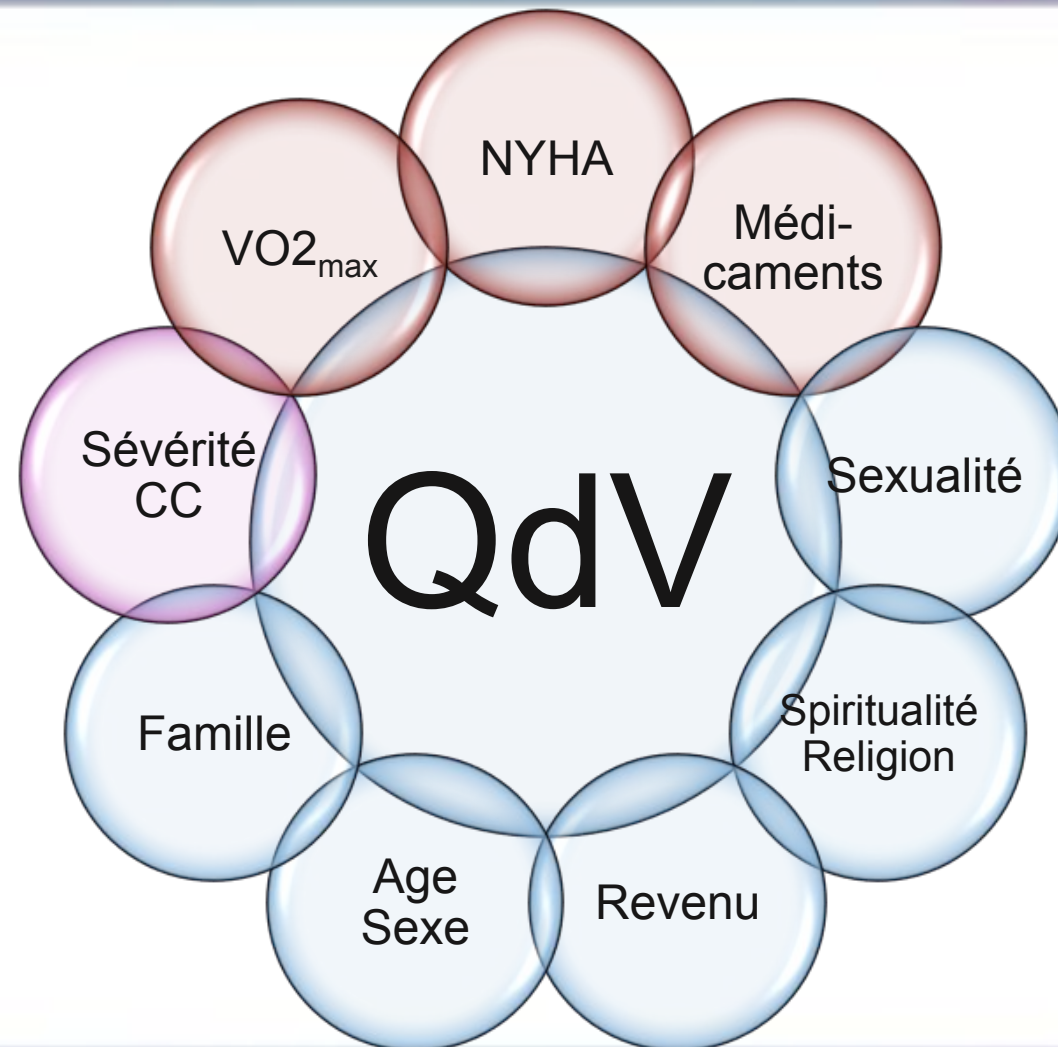 NYHA
Médi-
caments
VO2max
Sévérité
CC
QdV
Sexualité
Famille
Spiritualité
Religion
Age
Sexe
Revenu